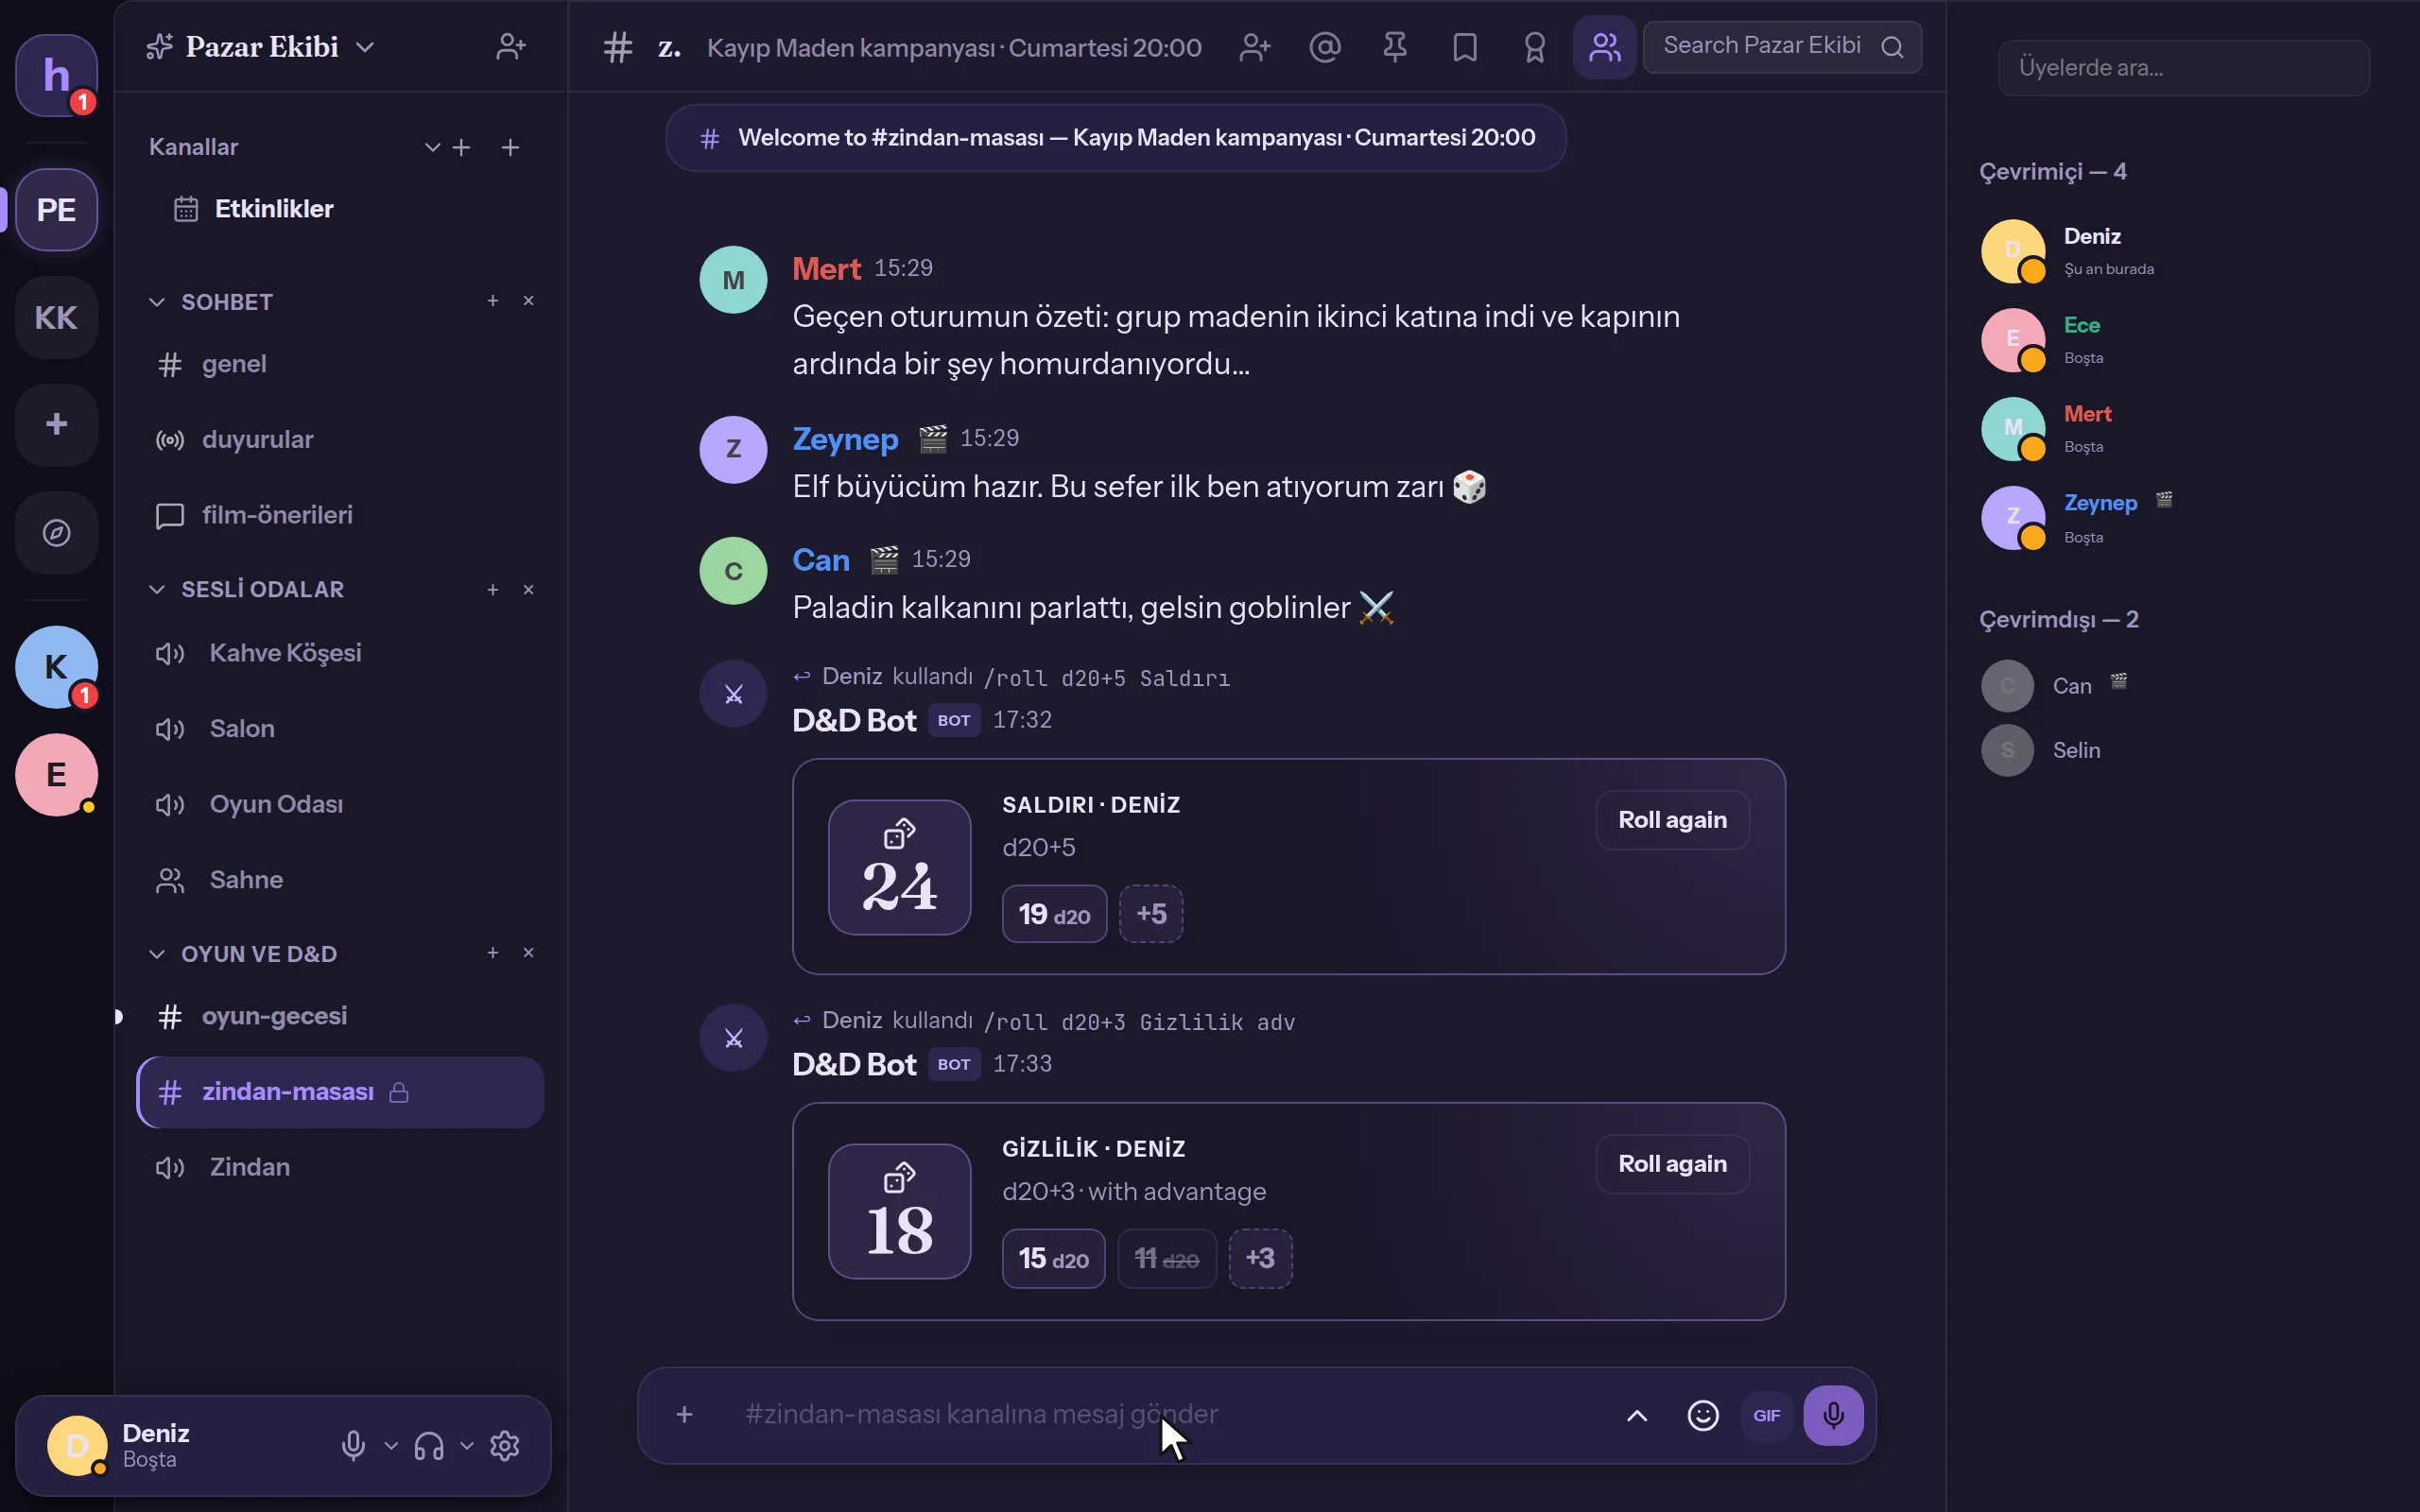 h
1
PE
KK
K
1
E
Pazar Ekibi
Kanallar
Etkinlikler
SOHBET
genel
duyurular
film-önerileri
SESLİ ODALAR
Kahve Köşesi
Salon
Oyun Odası
Sahne
OYUN VE D&D
oyun-gecesi
zindan-masası
Zindan
D
Deniz
Boşta
z.
Kayıp Maden kampanyası · Cumartesi 20:00
Search Pazar Ekibi
Welcome to #zindan-masası — Kayıp Maden kampanyası · Cumartesi 20:00
M
Mert 15:29
Geçen oturumun özeti: grup madenin ikinci katına indi ve kapının
ardında bir şey homurdanıyordu...
Z
Zeynep 🎬 15:29
Elf büyücüm hazır. Bu sefer ilk ben atıyorum zarı 🎲
C
Can 🎬 15:29
Paladin kalkanını parlattı, gelsin goblinler ⚔️
Deniz kullandı /roll d20+5 Saldırı
D&D Bot BOT 17:32
24
SALDIRI · DENİZ
d20+5
19 d20 +5
Roll again
Deniz kullandı /roll d20+3 Gizlilik adv
D&D Bot BOT 17:33
18
GİZLİLİK · DENİZ
d20+3 · with advantage
15 d20 11 d20 +3
Roll again
#zindan-masası kanalına mesaj gönder
GIF
Üyelerde ara...
Çevrimiçi — 4
D
Deniz
Şu an burada
E
Ece
Boşta
M
Mert
Boşta
Z
Zeynep 🎬
Boşta
Çevrimdışı — 2
C
Can 🎬
S
Selin